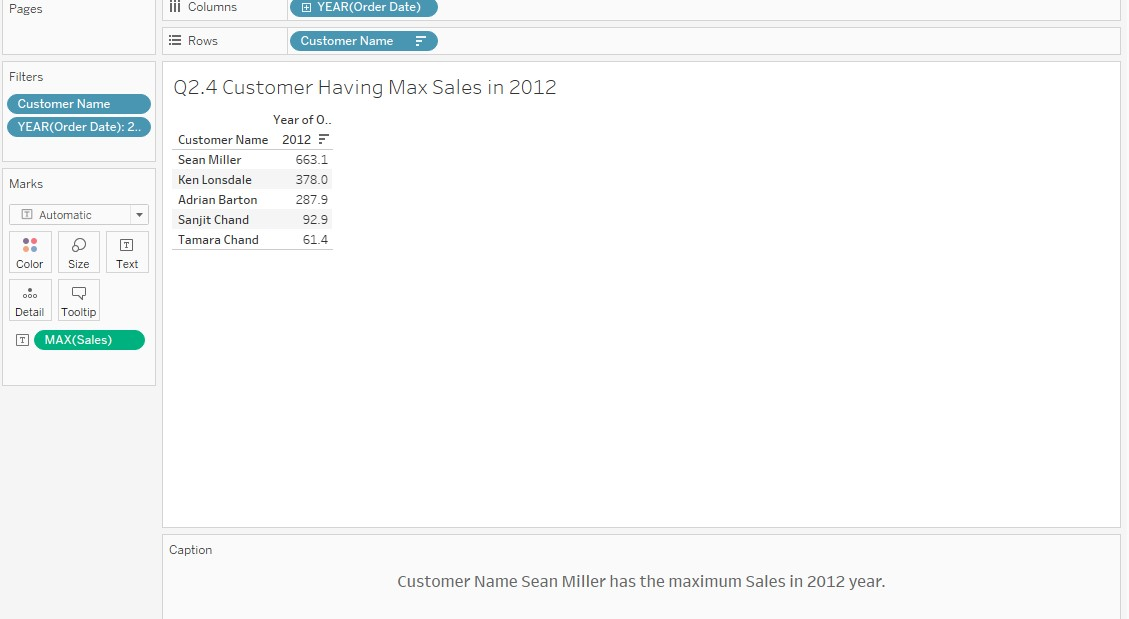 Pages
Columns
YEAR(Order Date)
Rows
Customer Name
Filters
Customer Name
YEAR(Order Date): 2..
Marks
T Automatic
Color Size Text
Detail Tooltip
T MAX(Sales)
Q2.4 Customer Having Max Sales in 2012
Year of O..
Customer Name 2012
Sean Miller 663.1
Ken Lonsdale 378.0
Adrian Barton 287.9
Sanjit Chand 92.9
Tamara Chand 61.4
Caption
Customer Name Sean Miller has the maximum Sales in 2012 year.